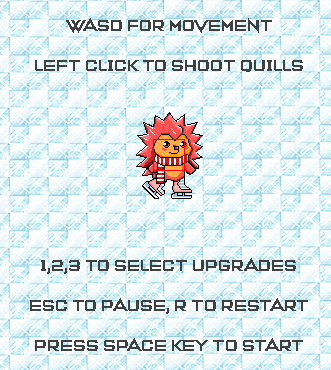 WASD FOR MOVEMENT
LEFT CLICK TO SHOOT QUILLS
1,2,3 TO SELECT UPGRADES
ESC TO PAUSE, R TO RESTART
PRESS SPACE KEY TO START